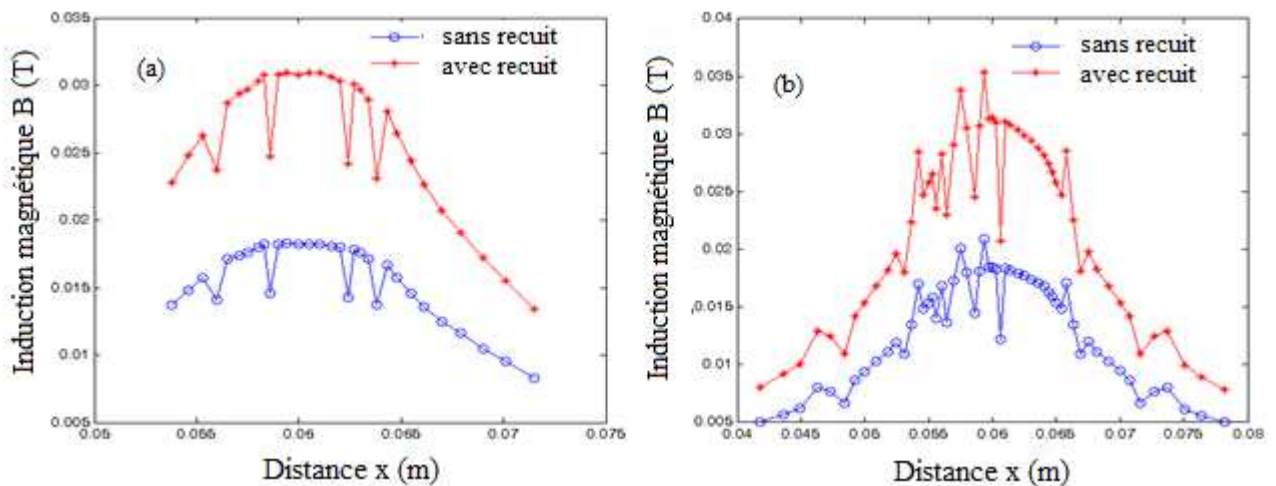 Induction magnétique B (T)
0.035
0.03
0.025
0.02
0.015
0.01
0.005
(a)
sans recuit
avec recuit
0.05 0.055 0.06 0.065 0.07 0.075
Distance x (m)
Induction magnétique B (T)
0.04
0.035
0.03
0.025
0.02
0.015
0.01
0.005
(b)
sans recuit
avec recuit
0.04 0.045 0.05 0.055 0.06 0.065 0.07 0.075 0.08
Distance x (m)